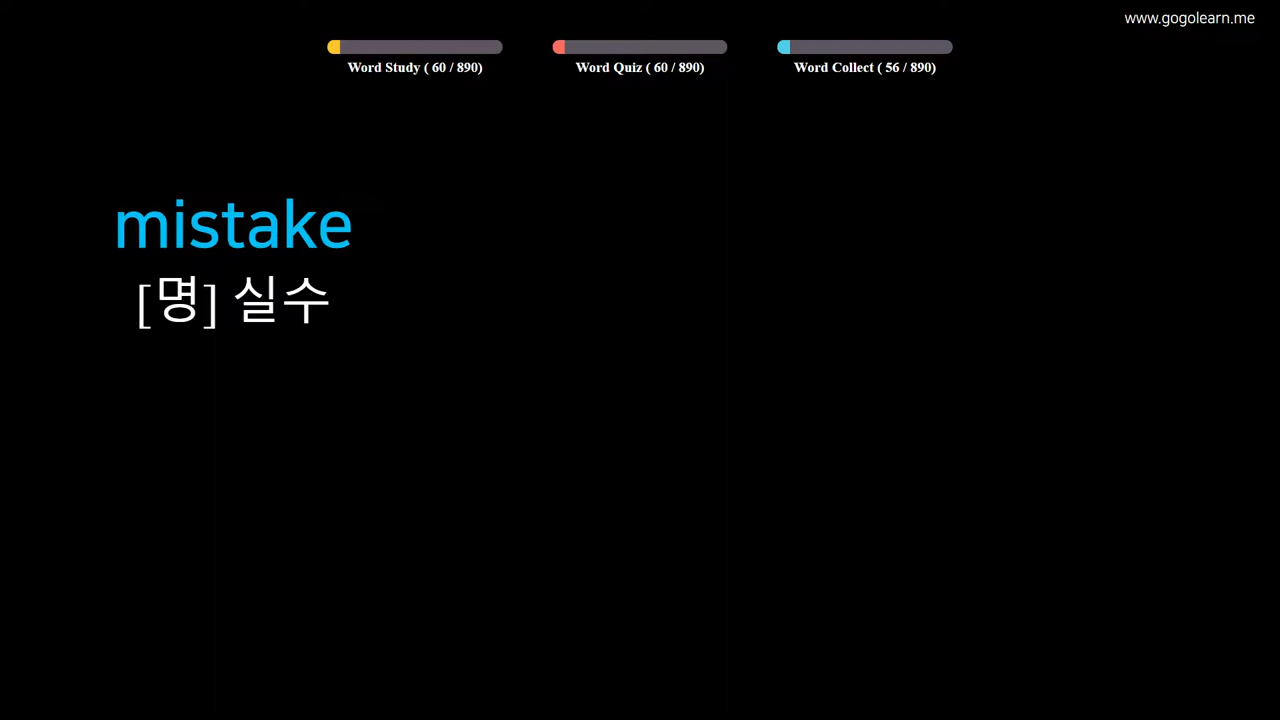 www.gogolearn.me
Word Study ( 60 / 890)
Word Quiz ( 60 / 890)
Word Collect ( 56 / 890)
mistake
[명] 실수